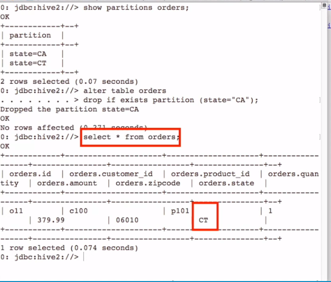 0: jdbc:hive2://> show partitions orders;
OK
+------------+--+
| partition |
+------------+--+
| state=CA |
| state=CT |
+------------+--+
2 rows selected (0.07 seconds)
0: jdbc:hive2://> alter table orders
. . . . . . . . > drop if exists partition (state="CA");
Dropped the partition state=CA
OK
No rows affected (0.221 seconds)
0: jdbc:hive2://> select * from orders;
OK
| orders.id | orders.customer_id | orders.product_id | orders.quan
tity | orders.amount | orders.zipcode | orders.state |
| o11 | c100 | p101 | 1
| 379.99 | 06010 | CT |
1 row selected (0.074 seconds)
0: jdbc:hive2://>